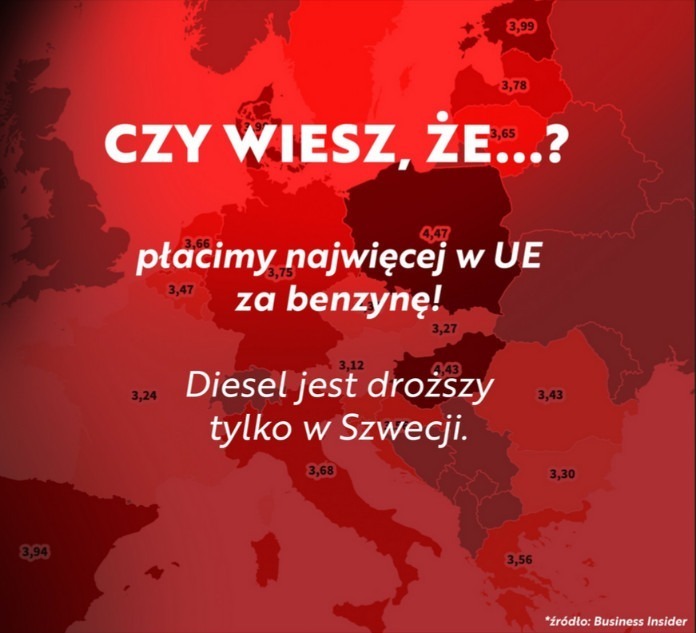 3,99
3,78
CZY WIESZ, ŻE...?
3,65
4,47
3,66
płacimy najwięcej w UE
3,75
3,47
za benzynę!
3,27
3,12
4,43
3,24
Diesel jest droższy
3,43
tylko w Szwecji.
3,68
3,30
3,94
3,56
*źródło: Business Insider